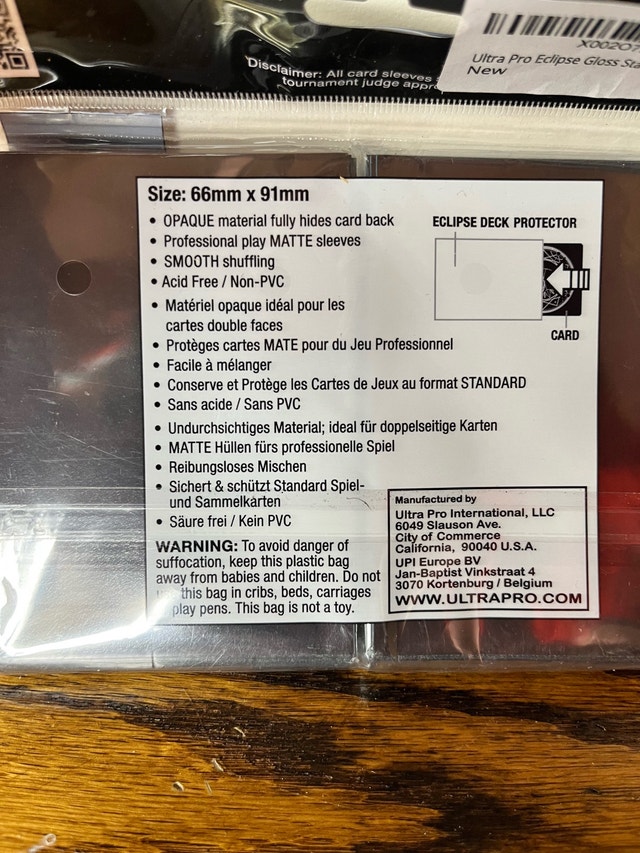 X002O
Ultra Pro Eclipse Gloss Sta
New
Disclaimer: All card sleeves
tournament judge appr
Size: 66mm x 91mm
• OPAQUE material fully hides card back
• Professional play MATTE sleeves
• SMOOTH shuffling
• Acid Free / Non-PVC
• Matériel opaque idéal pour les
cartes double faces
• Protèges cartes MATE pour du Jeu Professionnel
• Facile à mélanger
• Conserve et Protège les Cartes de Jeux au format STANDARD
• Sans acide / Sans PVC
• Undurchsichtiges Material; ideal für doppelseitige Karten
• MATTE Hüllen fürs professionelle Spiel
• Reibungsloses Mischen
• Sichert & schützt Standard Spiel-
und Sammelkarten
• Säure frei / Kein PVC
WARNING: To avoid danger of
suffocation, keep this plastic bag
away from babies and children. Do not
this bag in cribs, beds, carriages
play pens. This bag is not a toy.
ECLIPSE DECK PROTECTOR
CARD
Manufactured by
Ultra Pro International, LLC
6049 Slauson Ave.
City of Commerce
California, 90040 U.S.A.
UPI Europe BV
Jan-Baptist Vinkstraat 4
3070 Kortenburg / Belgium
WWW.ULTRAPRO.COM